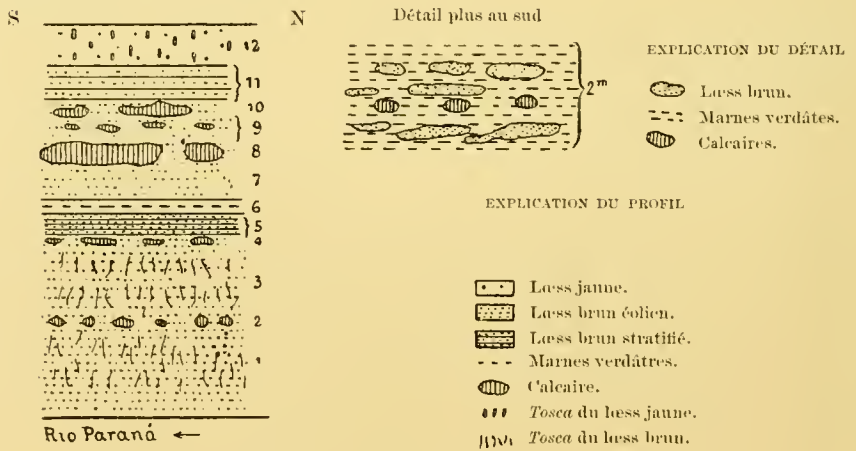 S
N
12
11
10
9
8
7
6
5
4
3
2
1
Rio Paraná ←
Détail plus au sud
2m
EXPLICATION DU DÉTAIL
Lœss brun.
Marnes verdâtes.
Calcaires.
EXPLICATION DU PROFIL
Lœss jaune.
Lœss brun éolien.
Lœss brun stratifié.
Marnes verdâtres.
Calcaire.
Tosca du lœss jaune.
Tosca du lœss brun.